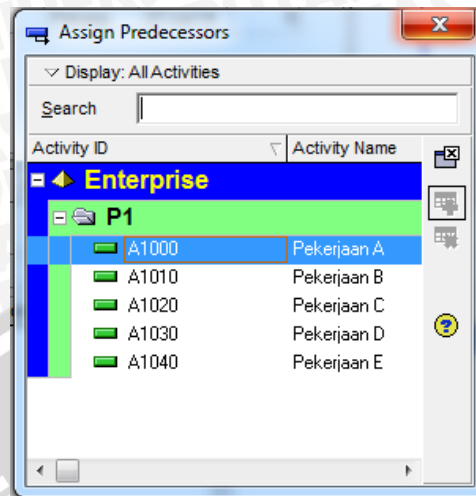 Assign Predecessors
Display: All Activities
Search
Activity ID Activity Name
Enterprise
P1
A1000 Pekerjaan A
A1010 Pekerjaan B
A1020 Pekerjaan C
A1030 Pekerjaan D
A1040 Pekerjaan E